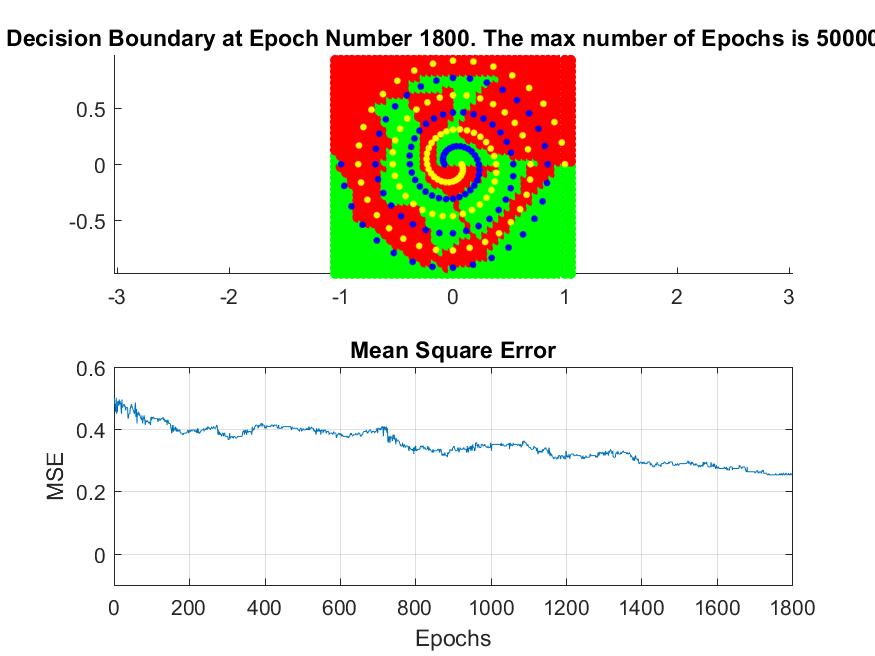 Decision Boundary at Epoch Number 1800. The max number of Epochs is 50000
0.5
0
-0.5
-3 -2 -1 0 1 2 3
Mean Square Error
0.6
0.4
0.2
0
MSE
0 200 400 600 800 1000 1200 1400 1600 1800
Epochs